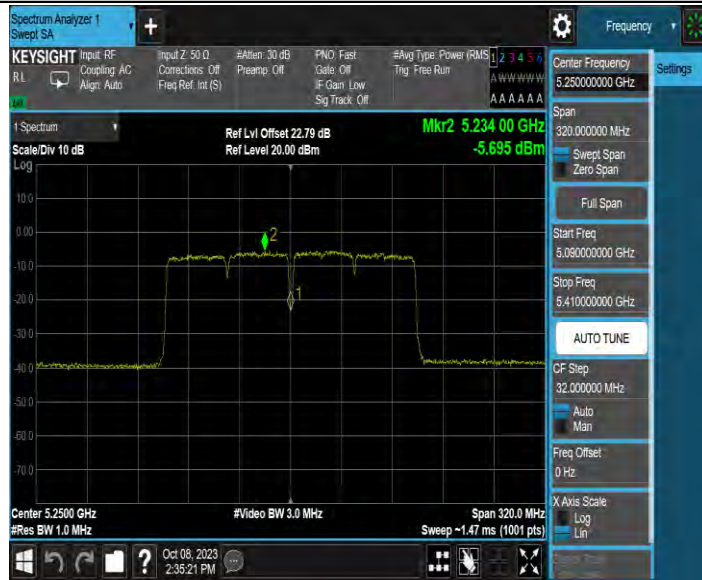 Spectrum Analyzer 1
Swept SA
+
Frequency
KEYSIGHT
RL
Input: RF
Coupling: AC
Align: Auto
Input Z: 50 Ω
Corrections: Off
Freq Ref: Int (S)
#Atten: 30 dB
Preamp: Off
PNO: Fast
Gate: Off
IF Gain: Low
Sig Track: Off
#Avg Type: Power (RMS
Trig: Free Run
1 2 3 4 5 6
A W W W W W
A A A A A A
1 Spectrum
Scale/Div 10 dB
Ref Lvl Offset 22.79 dB
Ref Level 20.00 dBm
Mkr2 5.234 00 GHz
-5.695 dBm
Log
10.0
0.00
-10.0
-20.0
-30.0
-40.0
-50.0
-60.0
-70.0
2
1
Center 5.2500 GHz
#Res BW 1.0 MHz
#Video BW 3.0 MHz
Span 320.0 MHz
Sweep ~1.47 ms (1001 pts)
?
Oct 08, 2023
2:35:21 PM
Center Frequency
5.250000000 GHz
Settings
Span
320.000000 MHz
Swept Span
Zero Span
Full Span
Start Freq
5.090000000 GHz
Stop Freq
5.410000000 GHz
AUTO TUNE
CF Step
32.000000 MHz
Auto
Man
Freq Offset
0 Hz
X Axis Scale
Log
Lin